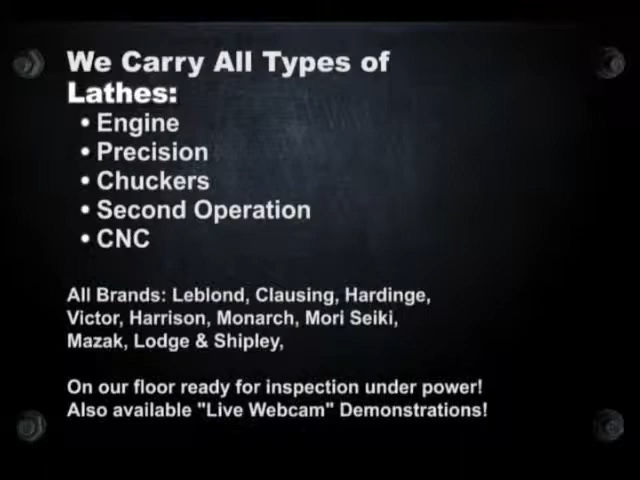 We Carry All Types of
Lathes:
• Engine
• Precision
• Chuckers
• Second Operation
• CNC
All Brands: Leblond, Clausing, Hardinge,
Victor, Harrison, Monarch, Mori Seiki,
Mazak, Lodge & Shipley,
On our floor ready for inspection under power!
Also available "Live Webcam" Demonstrations!